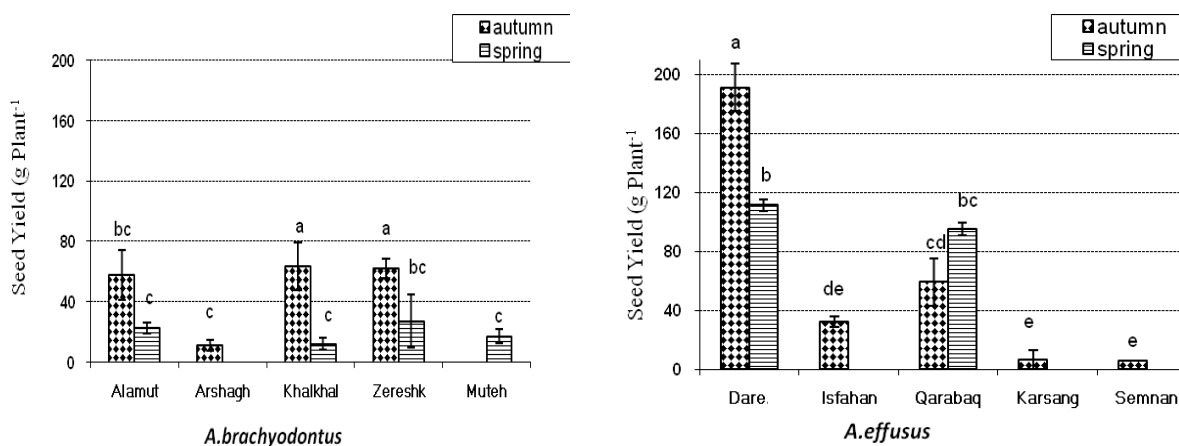 autumn
spring
Seed Yield (g Plant-1
200
160
120
80
40
0
bc
c
c
a
c
a
bc
c
Alamut Arshagh Khalkhal Zereshk Muteh
A.brachyodontus
autumn
spring
Seed Yield (g Plant-1
200
160
120
80
40
0
a
b
de
cd
bc
e
e
Dare. Isfahan Qarabaq Karsang Semnan
A.effusus